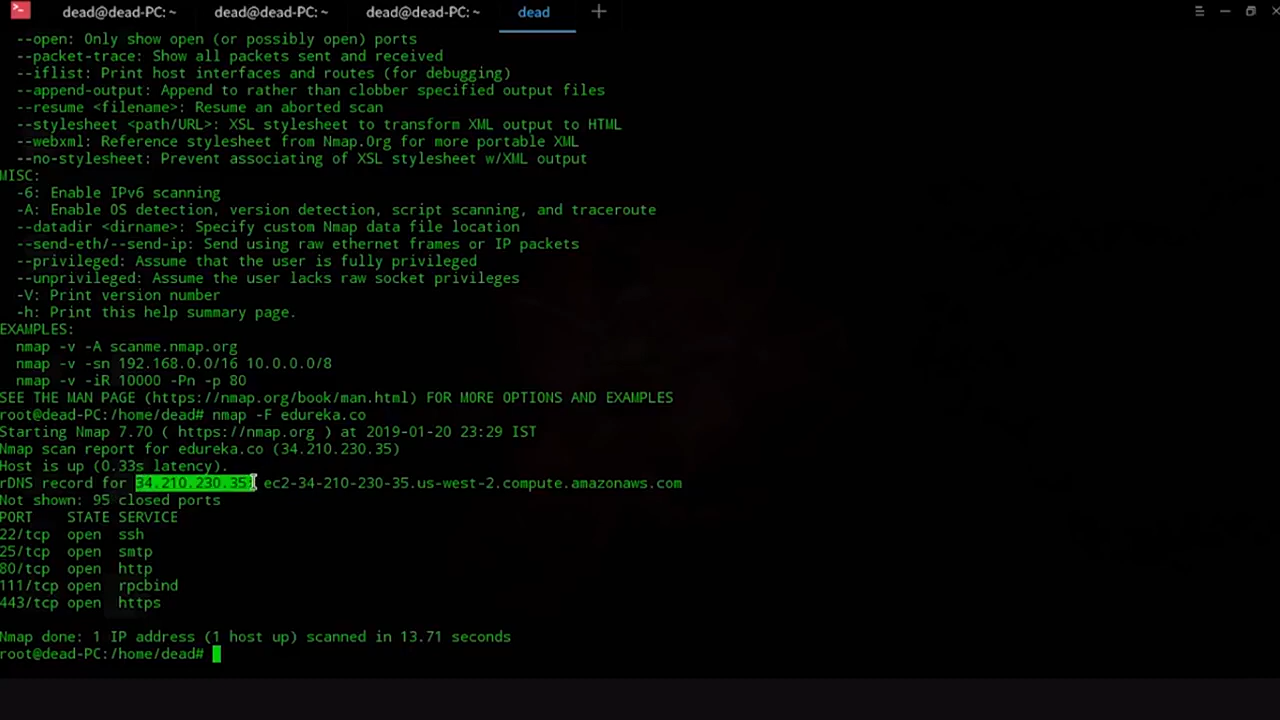 dead@dead-PC: ~ dead@dead-PC: ~ dead@dead-PC: ~ dead
--open: Only show open (or possibly open) ports
--packet-trace: Show all packets sent and received
--iflist: Print host interfaces and routes (for debugging)
--append-output: Append to rather than clobber specified output files
--resume <filename>: Resume an aborted scan
--stylesheet <path/URL>: XSL stylesheet to transform XML output to HTML
--webxml: Reference stylesheet from Nmap.Org for more portable XML
--no-stylesheet: Prevent associating of XSL stylesheet w/XML output
MISC:
-6: Enable IPv6 scanning
-A: Enable OS detection, version detection, script scanning, and traceroute
--datadir <dirname>: Specify custom Nmap data file location
--send-eth/--send-ip: Send using raw ethernet frames or IP packets
--privileged: Assume that the user is fully privileged
--unprivileged: Assume the user lacks raw socket privileges
-V: Print version number
-h: Print this help summary page.
EXAMPLES:
nmap -v -A scanme.nmap.org
nmap -v -sn 192.168.0.0/16 10.0.0.0/8
nmap -v -iR 10000 -Pn -p 80
SEE THE MAN PAGE (https://nmap.org/book/man.html) FOR MORE OPTIONS AND EXAMPLES
root@dead-PC:/home/dead# nmap -F edureka.co
Starting Nmap 7.70 ( https://nmap.org ) at 2019-01-20 23:29 IST
Nmap scan report for edureka.co (34.210.230.35)
Host is up (0.33s latency).
rDNS record for 34.210.230.35: ec2-34-210-230-35.us-west-2.compute.amazonaws.com
Not shown: 95 closed ports
PORT STATE SERVICE
22/tcp open ssh
25/tcp open smtp
80/tcp open http
111/tcp open rpcbind
443/tcp open https
Nmap done: 1 IP address (1 host up) scanned in 13.71 seconds
root@dead-PC:/home/dead#